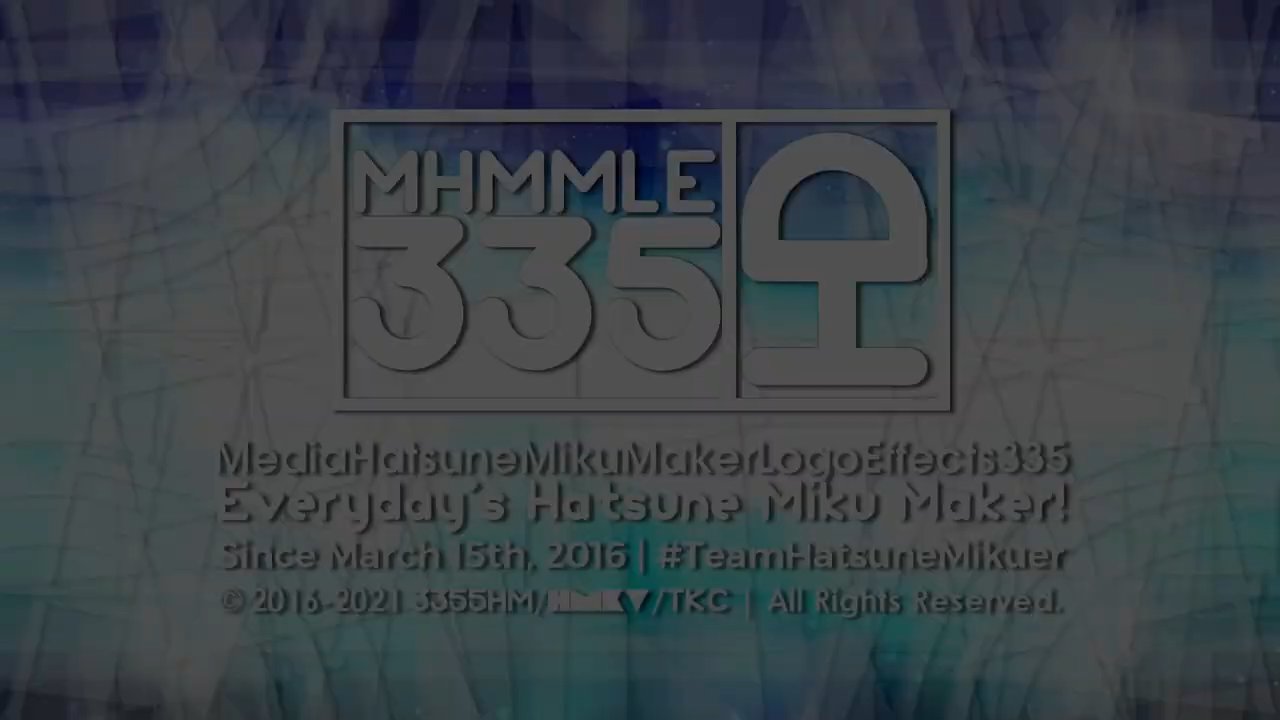 MHMMLE
335
MediaHatsuneMikuMakerLogoEffects335
Everyday's Hatsune Miku Maker!
Since March 15th, 2016 | #TeamHatsuneMikuer
© 2016-2021 3355HM/HMKV/TKC | All Rights Reserved.